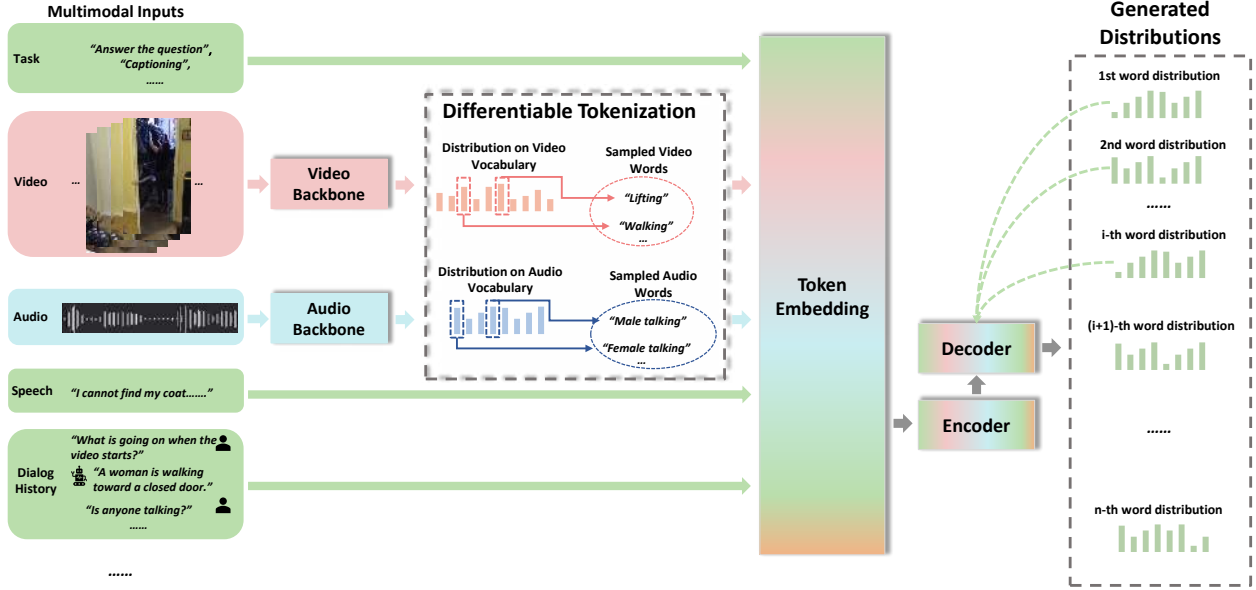 Multimodal Inputs
Task
“Answer the question”,
“Captioning”,
……
Video
...
...
Video
Backbone
Audio
Audio
Backbone
Speech
“I cannot find my coat…….”
Dialog
History
“What is going on when the
video starts?”
“A woman is walking
toward a closed door.”
“Is anyone talking?”
……
……
Differentiable Tokenization
Distribution on Video
Vocabulary
Sampled Video
Words
“Lifting”
“Walking”
...
Distribution on Audio
Vocabulary
Sampled Audio
Words
“Male talking”
“Female talking”
...
Token
Embedding
Decoder
Encoder
Generated
Distributions
1st word distribution
2nd word distribution
……
i-th word distribution
(i+1)-th word distribution
……
n-th word distribution